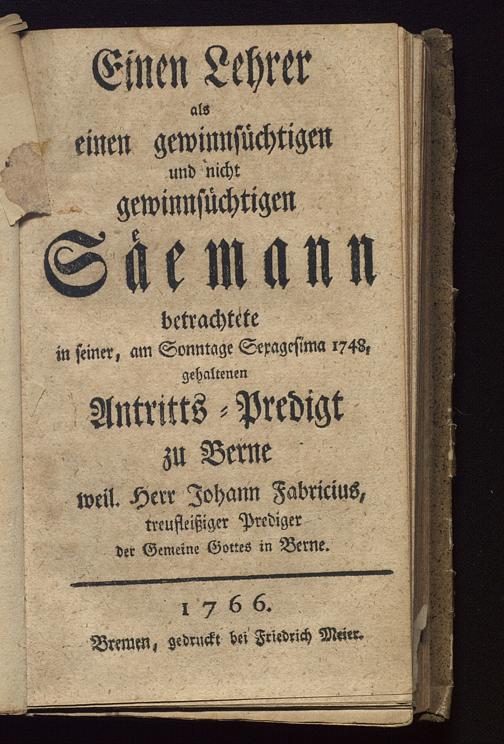 Einen Lehrer
als
einen gewinnsüchtigen
und nicht
gewinnsüchtigen
Säemann
betrachtete
in seiner, am Sonntage Sexagesima 1748,
gehaltenen
Antritts-Predigt
zu Berne
weil. Herr Johann Fabricius,
treufleißiger Prediger
der Gemeine Gottes in Berne.
1766.
Bremen, gedruckt bei Friedrich Meier.